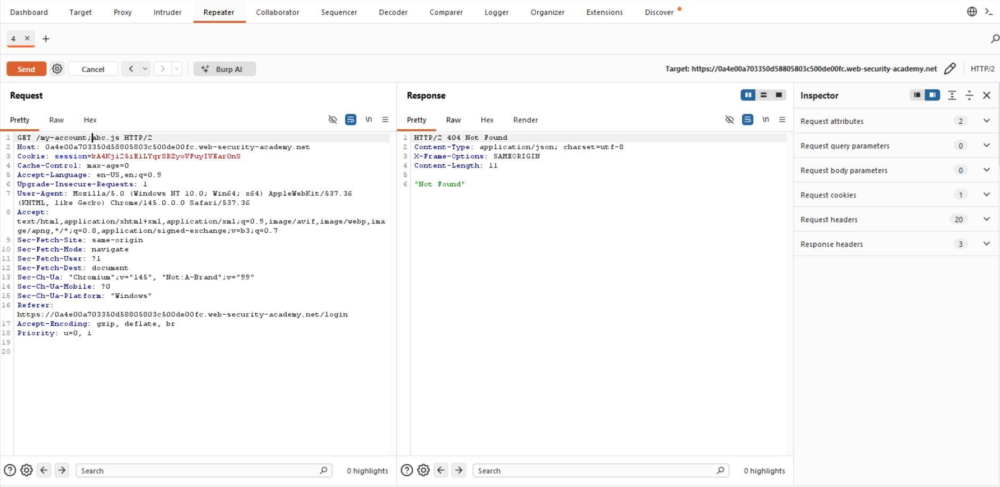 Dashboard Target Proxy Intruder Repeater Collaborator Sequencer Decoder Comparer Logger Organizer Extensions Discover
4 × +
Send Cancel Burp AI Target: https://0a4e00a703350d58805803c500de00fc.web-security-academy.net HTTP/2
Request
Pretty Raw Hex \n
1 GET /my-account;abc.js HTTP/2
2 Host: 0a4e00a703350d58805803c500de00fc.web-security-academy.net
3 Cookie: session=kA4Kji25iElLYqrSRZyoVFuyIVEar0nS
4 Cache-Control: max-age=0
5 Accept-Language: en-US,en;q=0.9
6 Upgrade-Insecure-Requests: 1
7 User-Agent: Mozilla/5.0 (Windows NT 10.0; Win64; x64) AppleWebKit/537.36
(KHTML, like Gecko) Chrome/145.0.0.0 Safari/537.36
8 Accept:
text/html,application/xhtml+xml,application/xml;q=0.9,image/avif,image/webp,ima
ge/apng,*/*;q=0.8,application/signed-exchange;v=b3;q=0.7
9 Sec-Fetch-Site: same-origin
10 Sec-Fetch-Mode: navigate
11 Sec-Fetch-User: ?1
12 Sec-Fetch-Dest: document
13 Sec-Ch-Ua: "Chromium";v="145", "Not:A-Brand";v="99"
14 Sec-Ch-Ua-Mobile: ?0
15 Sec-Ch-Ua-Platform: "Windows"
16 Referer:
https://0a4e00a703350d58805803c500de00fc.web-security-academy.net/login
17 Accept-Encoding: gzip, deflate, br
18 Priority: u=0, i
19
20
Search 0 highlights
Response
Pretty Raw Hex Render \n
1 HTTP/2 404 Not Found
2 Content-Type: application/json; charset=utf-8
3 X-Frame-Options: SAMEORIGIN
4 Content-Length: 11
5
6 "Not Found"
Search 0 highlights
Inspector
Request attributes 2
Request query parameters 0
Request body parameters 0
Request cookies 1
Request headers 20
Response headers 3